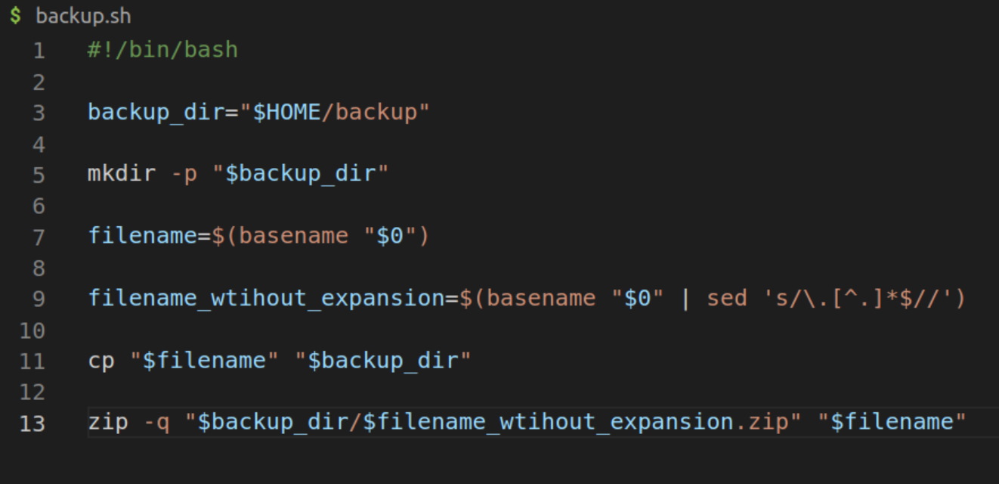 $ backup.sh
1 #!/bin/bash
2
3 backup_dir="$HOME/backup"
4
5 mkdir -p "$backup_dir"
6
7 filename=$(basename "$0")
8
9 filename_wtihout_expansion=$(basename "$0" | sed 's/\.[^.]*$//')
10
11 cp "$filename" "$backup_dir"
12
13 zip -q "$backup_dir/$filename_wtihout_expansion.zip" "$filename"